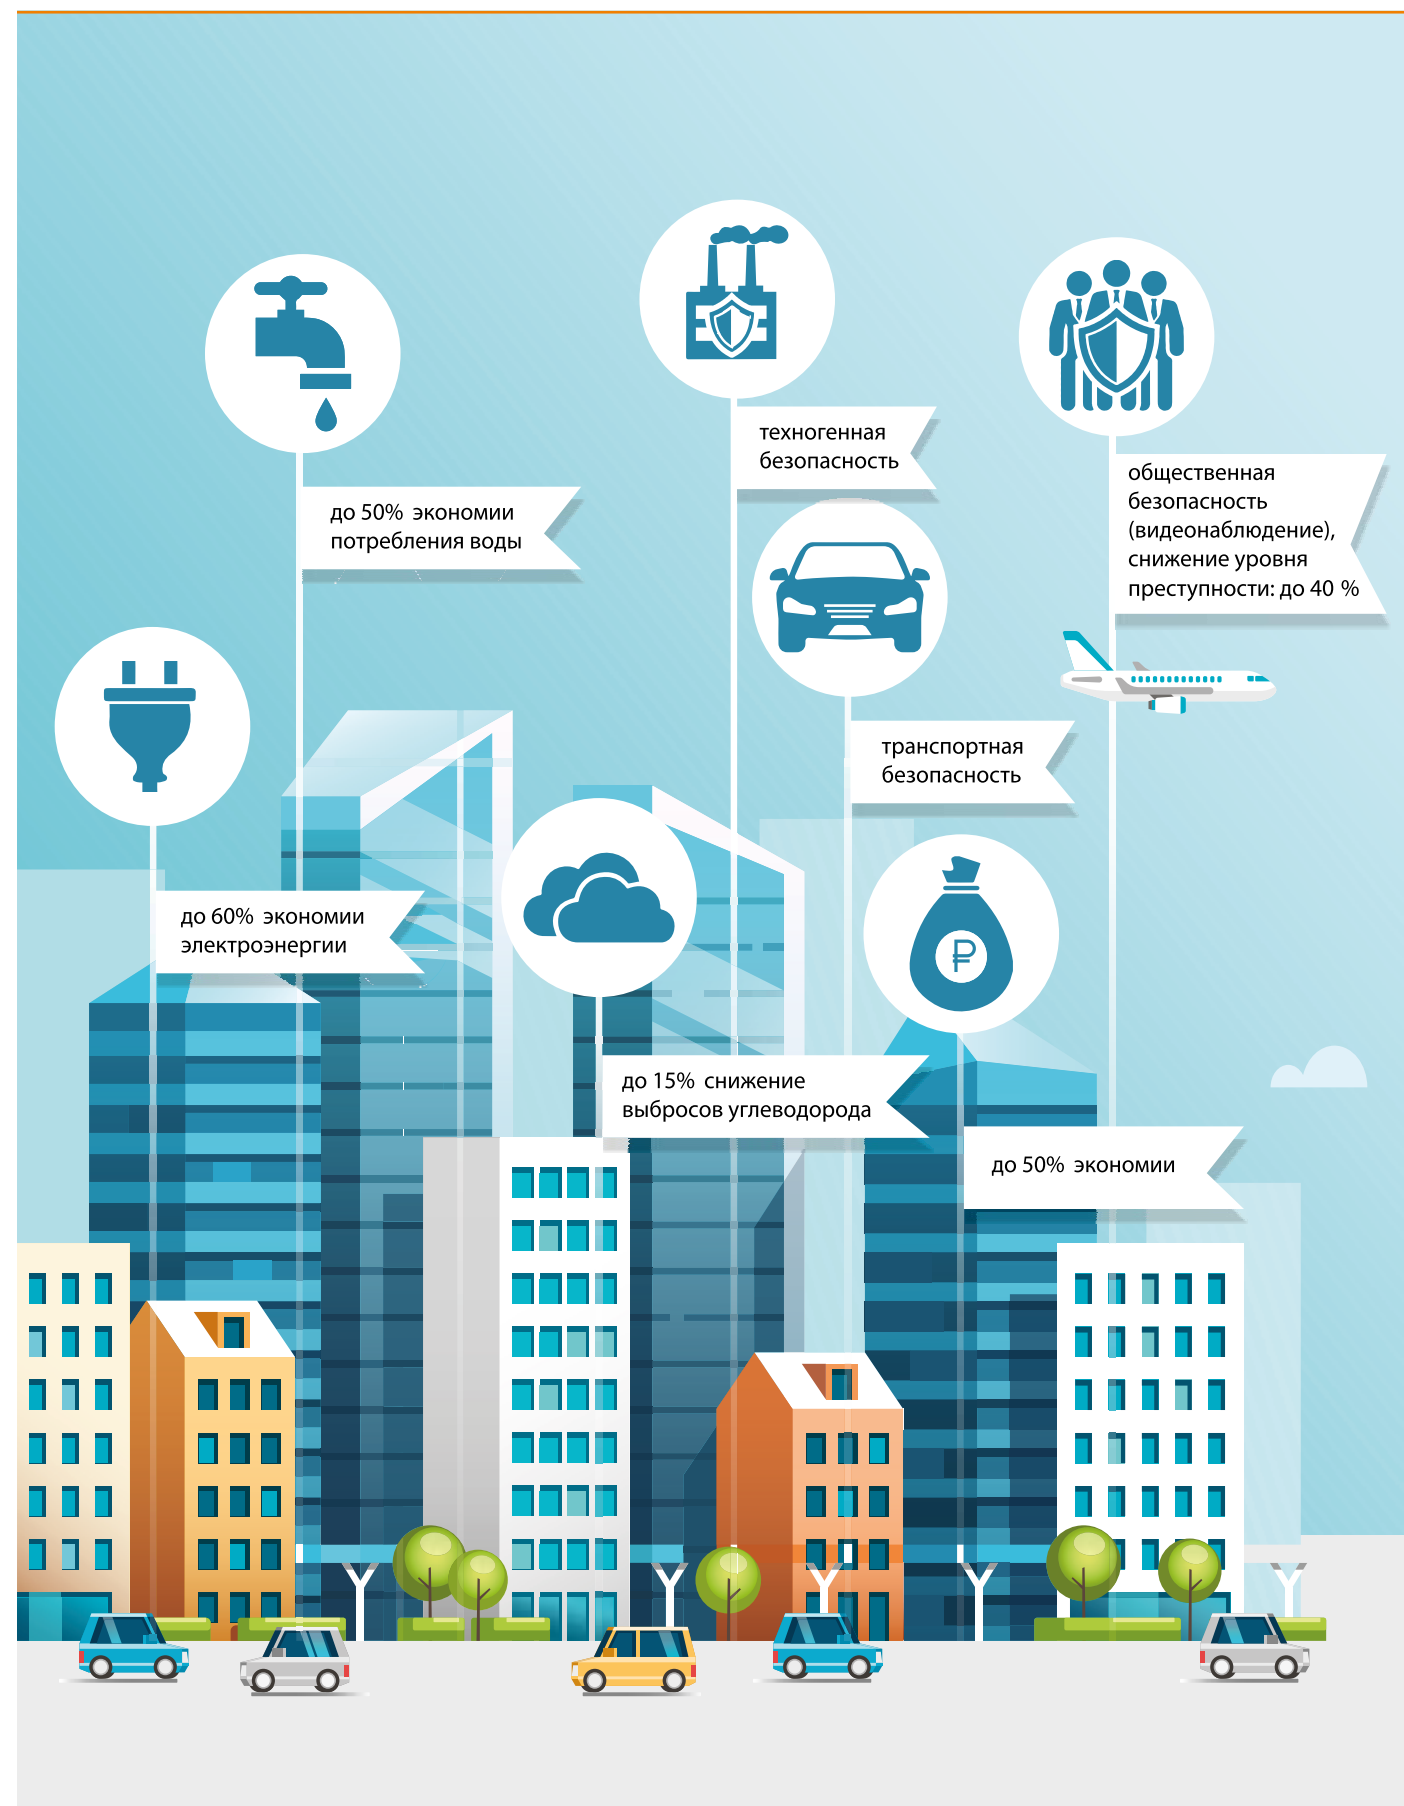 техногенная
безопасность
общественная
безопасность
(видеонаблюдение),
снижение уровня
преступности: до 40 %
до 50% экономии
потребления воды
транспортная
безопасность
до 60% экономии
электроэнергии
до 15% снижение
выбросов углеводорода
до 50% экономии